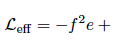 ℒ_eff = −f²e +